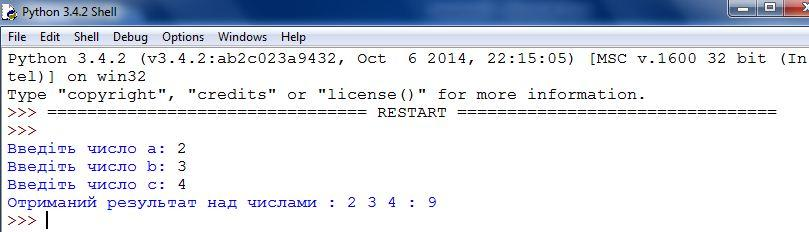 Python 3.4.2 Shell
File Edit Shell Debug Options Windows Help
Python 3.4.2 (v3.4.2:ab2c023a9432, Oct  6 2014, 22:15:05) [MSC v.1600 32 bit (In
tel)] on win32
Type "copyright", "credits" or "license()" for more information.
>>> ================================ RESTART ================================
>>>
Введіть число a: 2
Введіть число b: 3
Введіть число c: 4
Отриманий результат над числами : 2 3 4 : 9
>>>